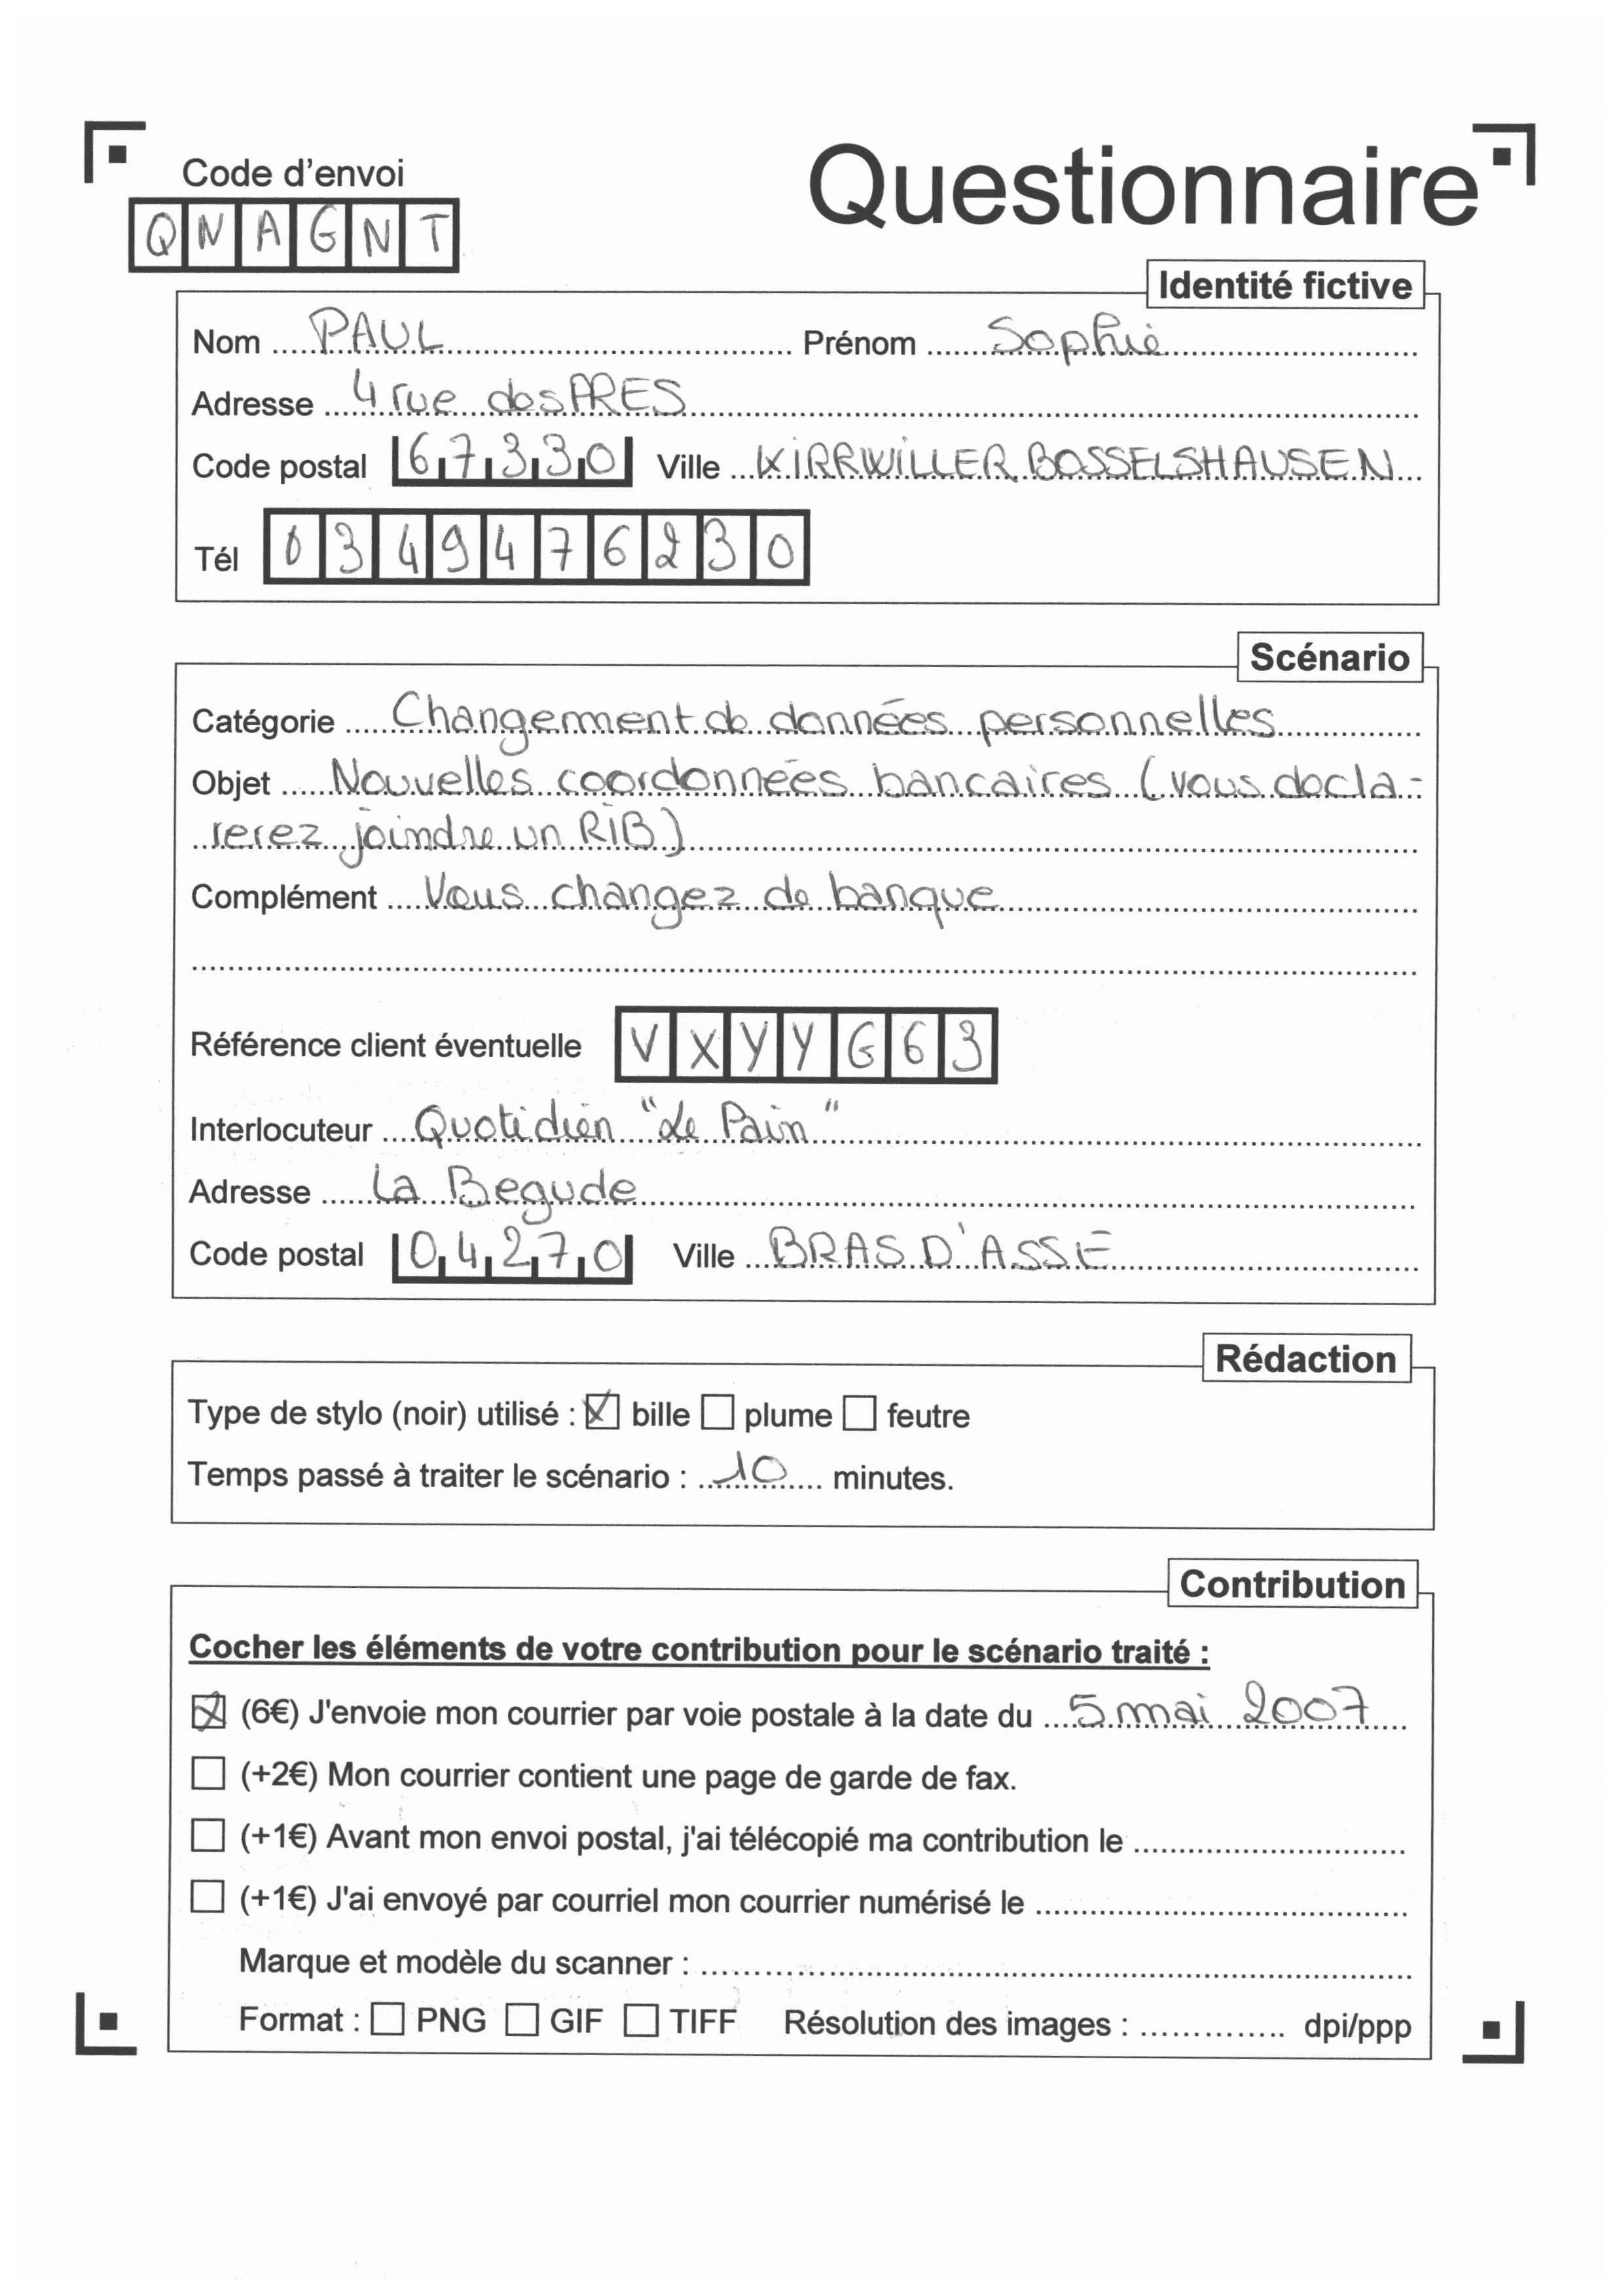 Code d'envoi
Questionnaire
QNAGNT
Identité fictive
Nom PAUL Prénom Sophie
Adresse 4 rue des PRES
Code postal 67330 Ville KIRRWILLER BOSSELSHAUSEN
Tél 0349476230
Scénario
Catégorie Changement de données personnelles
Objet Nouvelles coordonnées bancaires (vous decla-
rerez joindre un RIB)
Complément Vous changez de banque
Référence client éventuelle VXYYG63
Interlocuteur Quotidien "Le Pain"
Adresse La Begude
Code postal 04270 Ville BRAS D'ASSE
Rédaction
Type de stylo (noir) utilisé : bille plume feutre
Temps passé à traiter le scénario : 10 minutes.
Contribution
Cocher les éléments de votre contribution pour le scénario traité :
(6€) J'envoie mon courrier par voie postale à la date du 5 mai 2007
(+2€) Mon courrier contient une page de garde de fax.
(+1€) Avant mon envoi postal, j'ai télécopié ma contribution le
(+1€) J'ai envoyé par courriel mon courrier numérisé le
Marque et modèle du scanner :
Format : PNG GIF TIFF Résolution des images : dpi/ppp